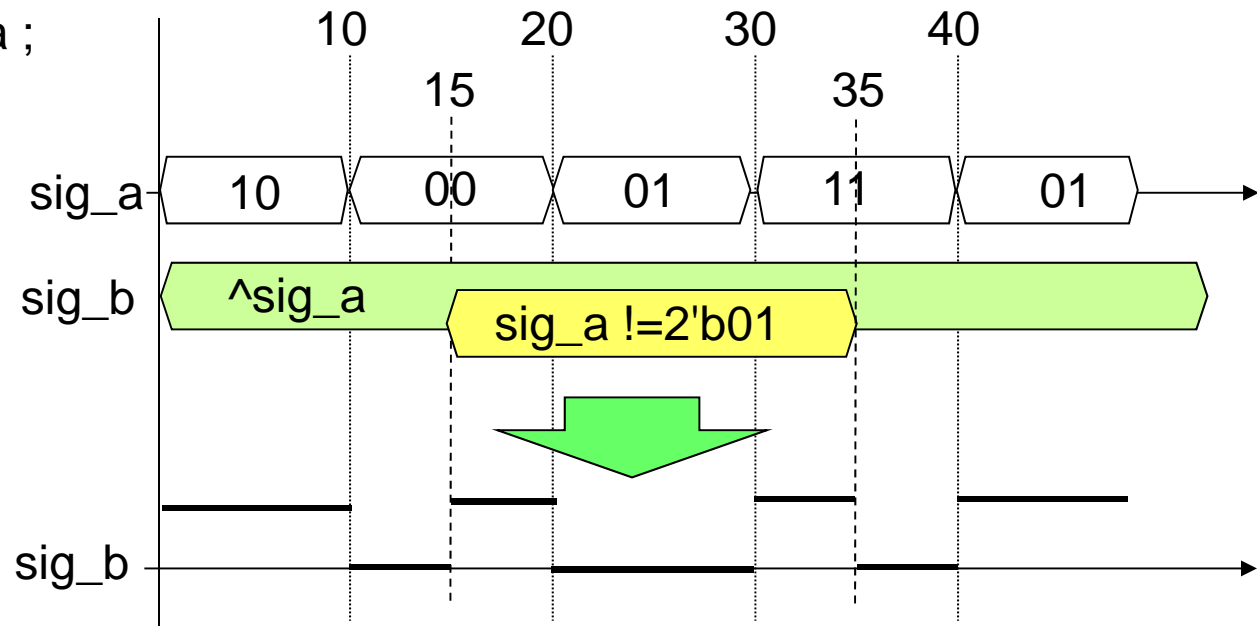 a ;
10 20 30 40
15 35
sig_a 10 00 01 11 01
sig_b ^sig_a
sig_a !=2'b01
sig_b